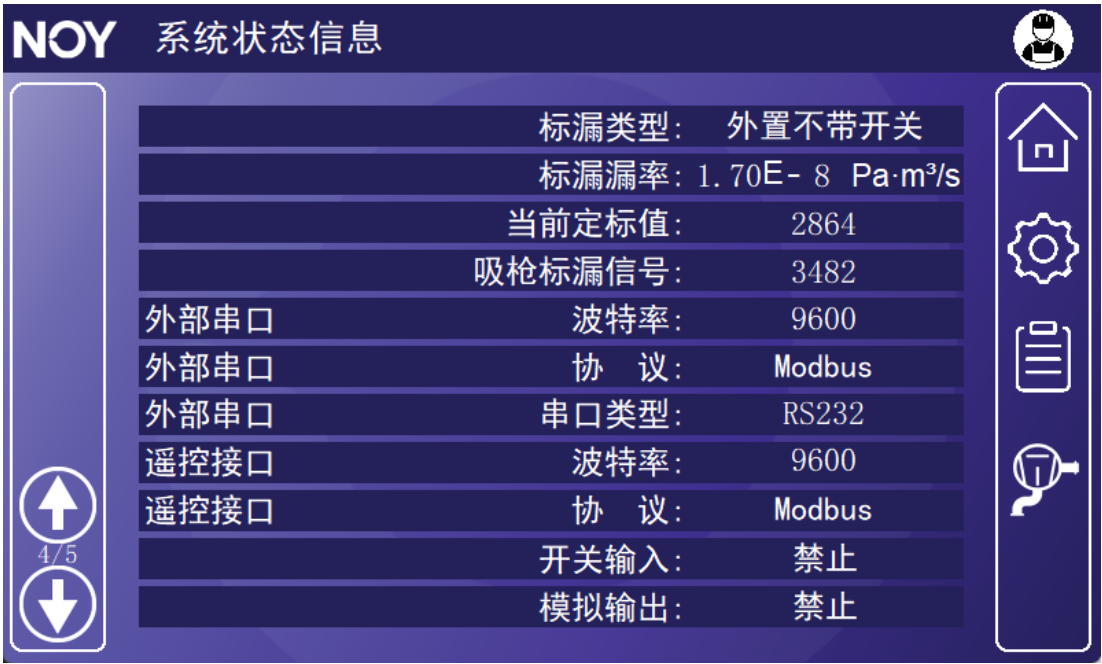 NOY 系统状态信息
标漏类型: 外置不带开关
标漏漏率: 1.70E- 8 Pa·m³/s
当前定标值: 2864
吸枪标漏信号: 3482
外部串口 波特率: 9600
外部串口 协 议: Modbus
外部串口 串口类型: RS232
遥控接口 波特率: 9600
遥控接口 协 议: Modbus
开关输入: 禁止
模拟输出: 禁止
4/5